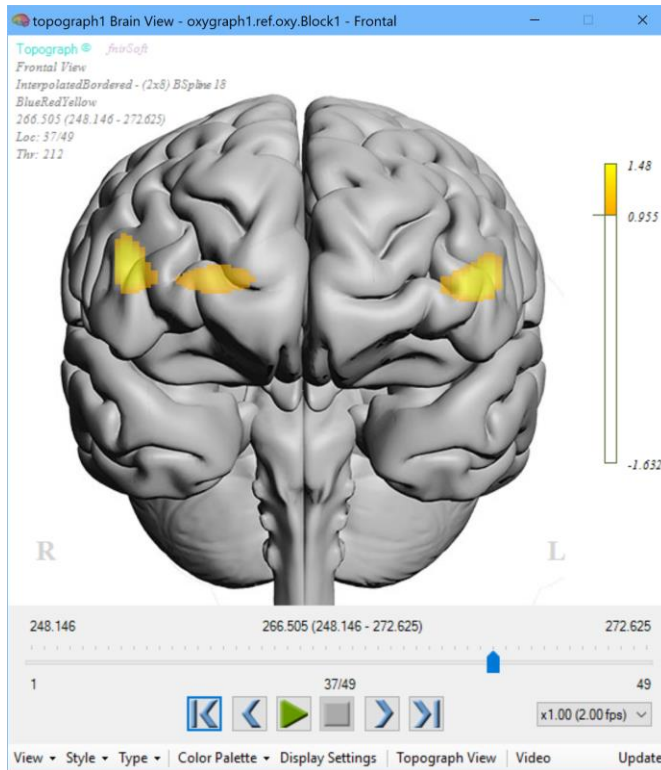 topograph1 Brain View - oxygraph1.ref.oxy.Block1 - Frontal
Topograph ® fnirSoft
Frontal View
InterpolatedBordered - (2x8) BSpline 18
BlueRedYellow
266.505 (248.146 - 272.625)
Loc: 37/49
Thr: 212
1.48
0.955
-1.632
R L
248.146 266.505 (248.146 - 272.625) 272.625
1 37/49 49
x1.00 (2.00 fps)
View Style Type Color Palette Display Settings Topograph View Video Update